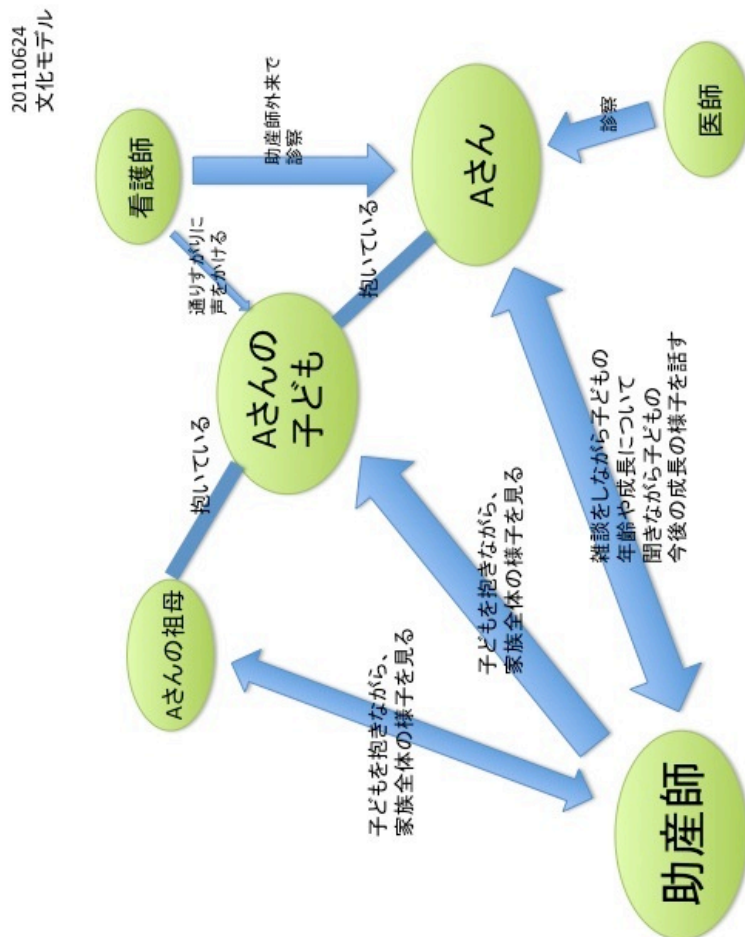 20110624
文化モデル
看護師
助産師外来で
診察
Aさん
診察
医師
通りすがりに
声をかける
抱いている
Aさんの
子ども
抱いている
Aさんの祖母
子どもを抱きながら、
家族全体の様子を見る
子どもを抱きながら、
家族全体の様子を見る
雑談をしながら子どもの
年齢や成長について
聞きながら子どもの
今後の成長の様子を話す
助産師